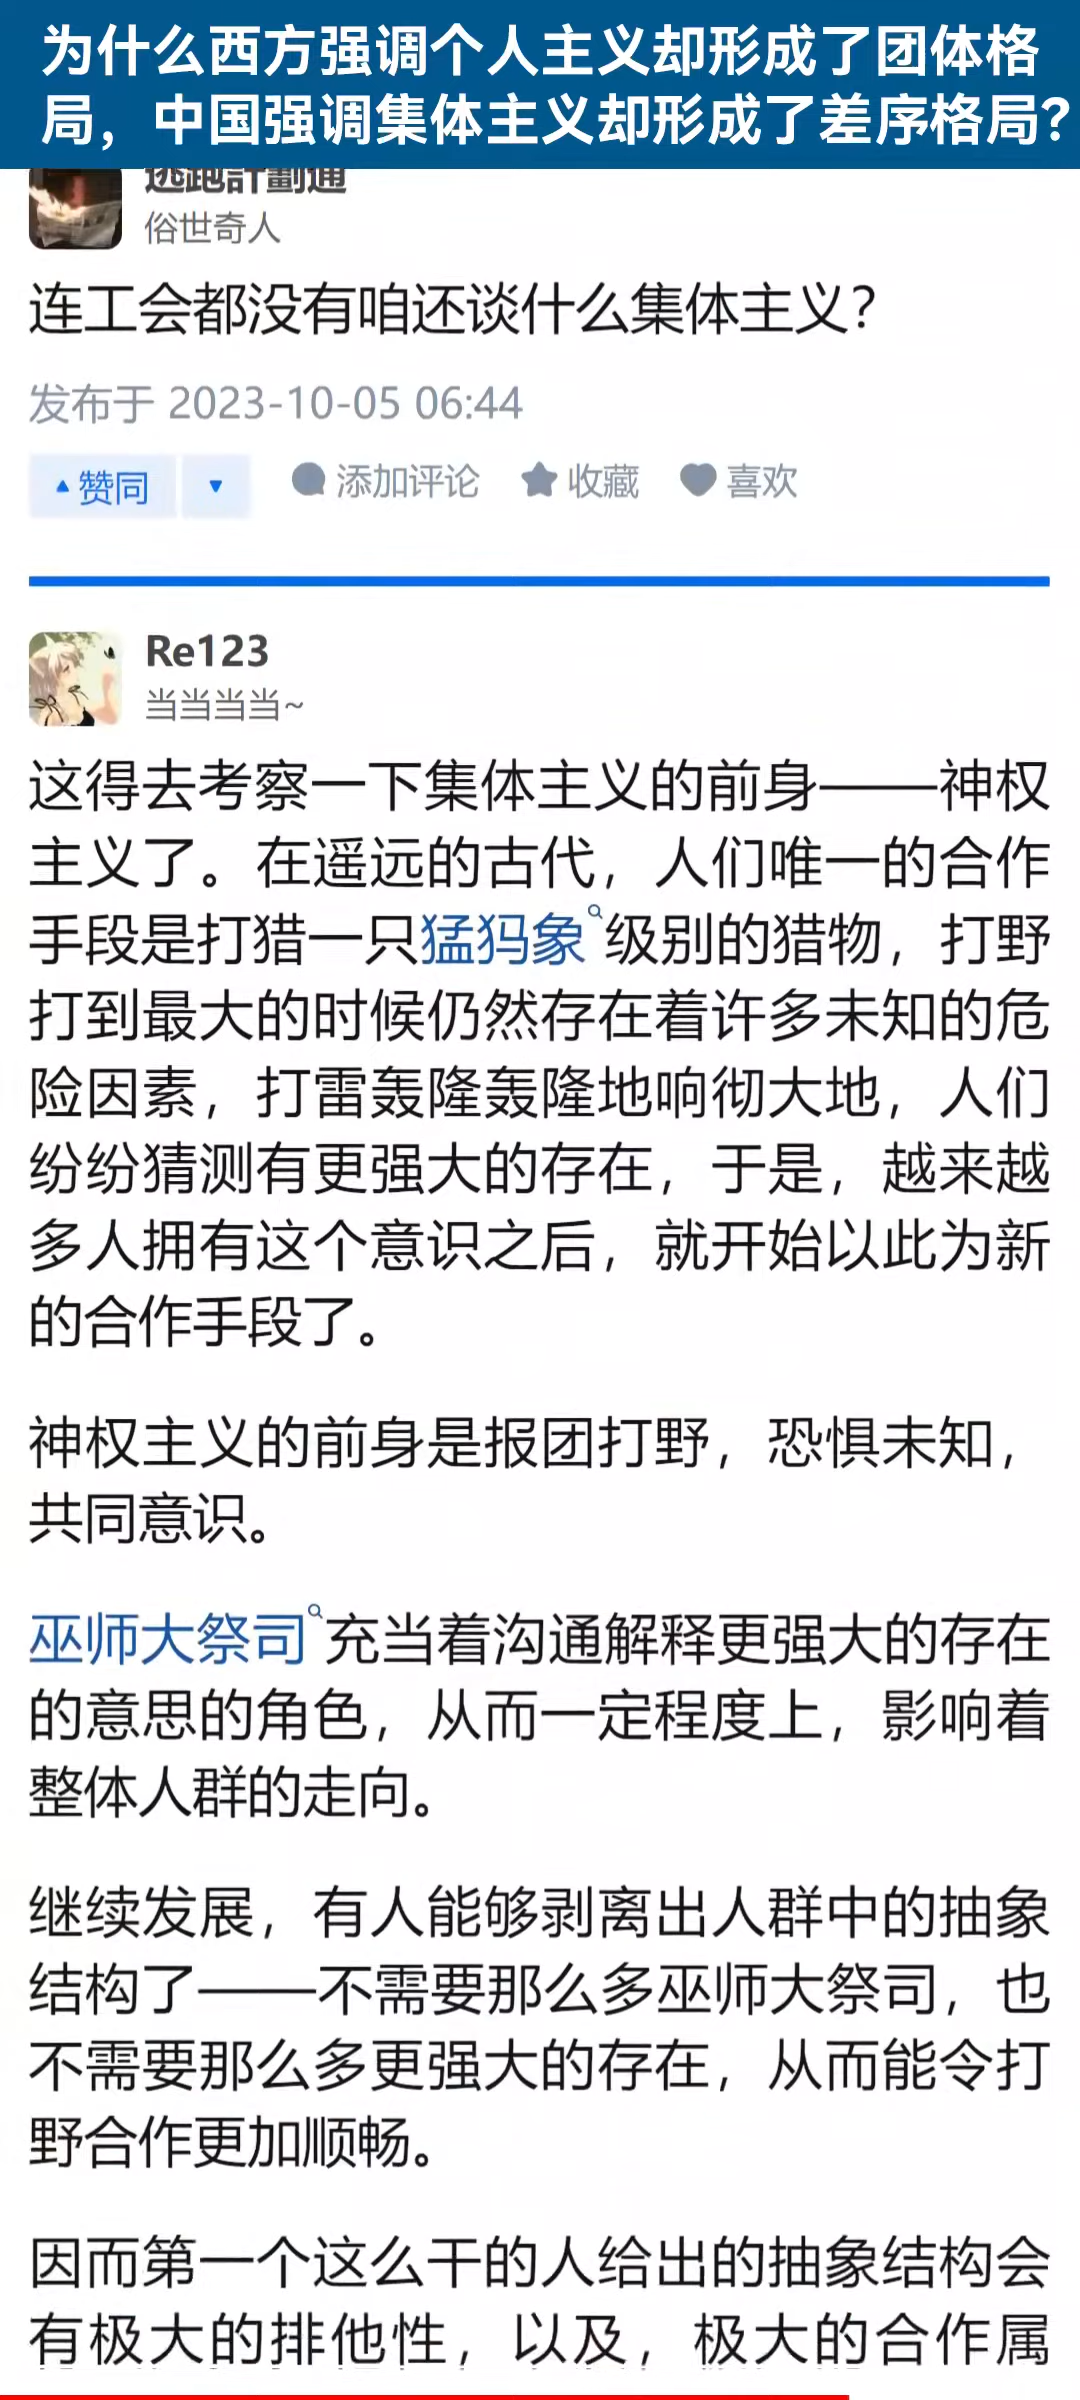 为什么西方强调个人主义却形成了团体格
局，中国强调集体主义却形成了差序格局？
逃跑計劃通
俗世奇人
连工会都没有咱还谈什么集体主义？
发布于 2023-10-05 06:44
赞同
添加评论
收藏
喜欢
Re123
当当当当~
这得去考察一下集体主义的前身——神权
主义了。在遥远的古代，人们唯一的合作
手段是打猎一只猛犸象级别的猎物，打野
打到最大的时候仍然存在着许多未知的危
险因素，打雷轰隆轰隆地响彻大地，人们
纷纷猜测有更强大的存在，于是，越来越
多人拥有这个意识之后，就开始以此为新
的合作手段了。
神权主义的前身是报团打野，恐惧未知，
共同意识。
巫师大祭司充当着沟通解释更强大的存在
的意思的角色，从而一定程度上，影响着
整体人群的走向。
继续发展，有人能够剥离出人群中的抽象
结构了——不需要那么多巫师大祭司，也
不需要那么多更强大的存在，从而能令打
野合作更加顺畅。
因而第一个这么干的人给出的抽象结构会
有极大的排他性，以及，极大的合作属